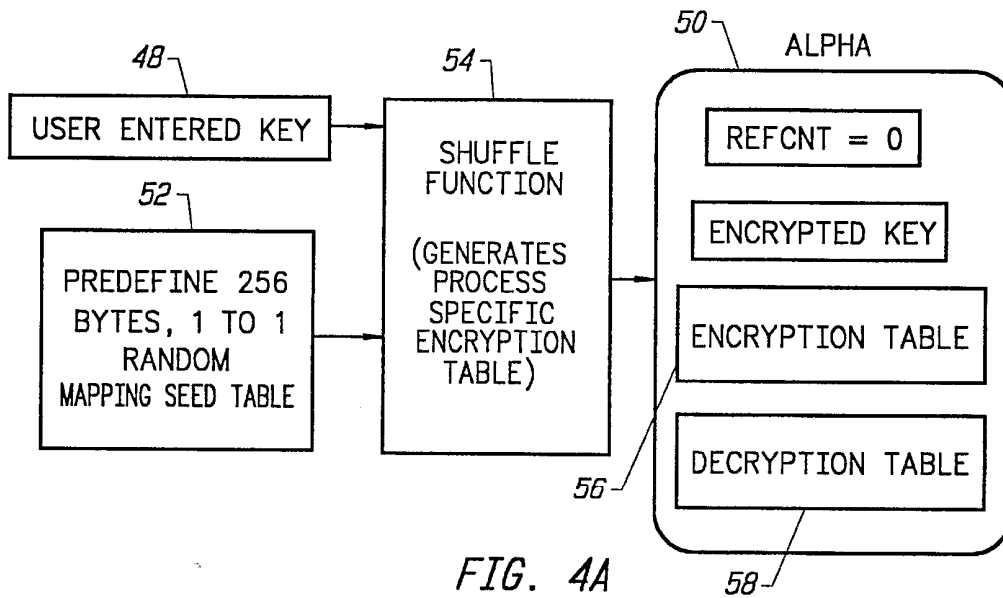 48
USER ENTERED KEY
52
PREDEFINE 256
BYTES, 1 TO 1
RANDOM
MAPPING SEED TABLE
54
SHUFFLE
FUNCTION
(GENERATES
PROCESS
SPECIFIC
ENCRYPTION
TABLE)
50
ALPHA
REFCNT = 0
ENCRYPTED KEY
ENCRYPTION TABLE
56
DECRYPTION TABLE
58
FIG. 4A